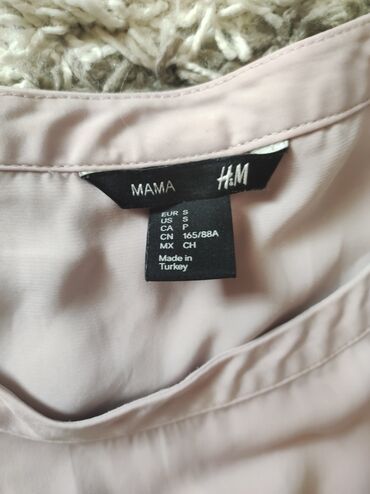 MAMA H&M
EUR S
US S
CA P
CN 165/88A
MX CH
Made in
Turkey